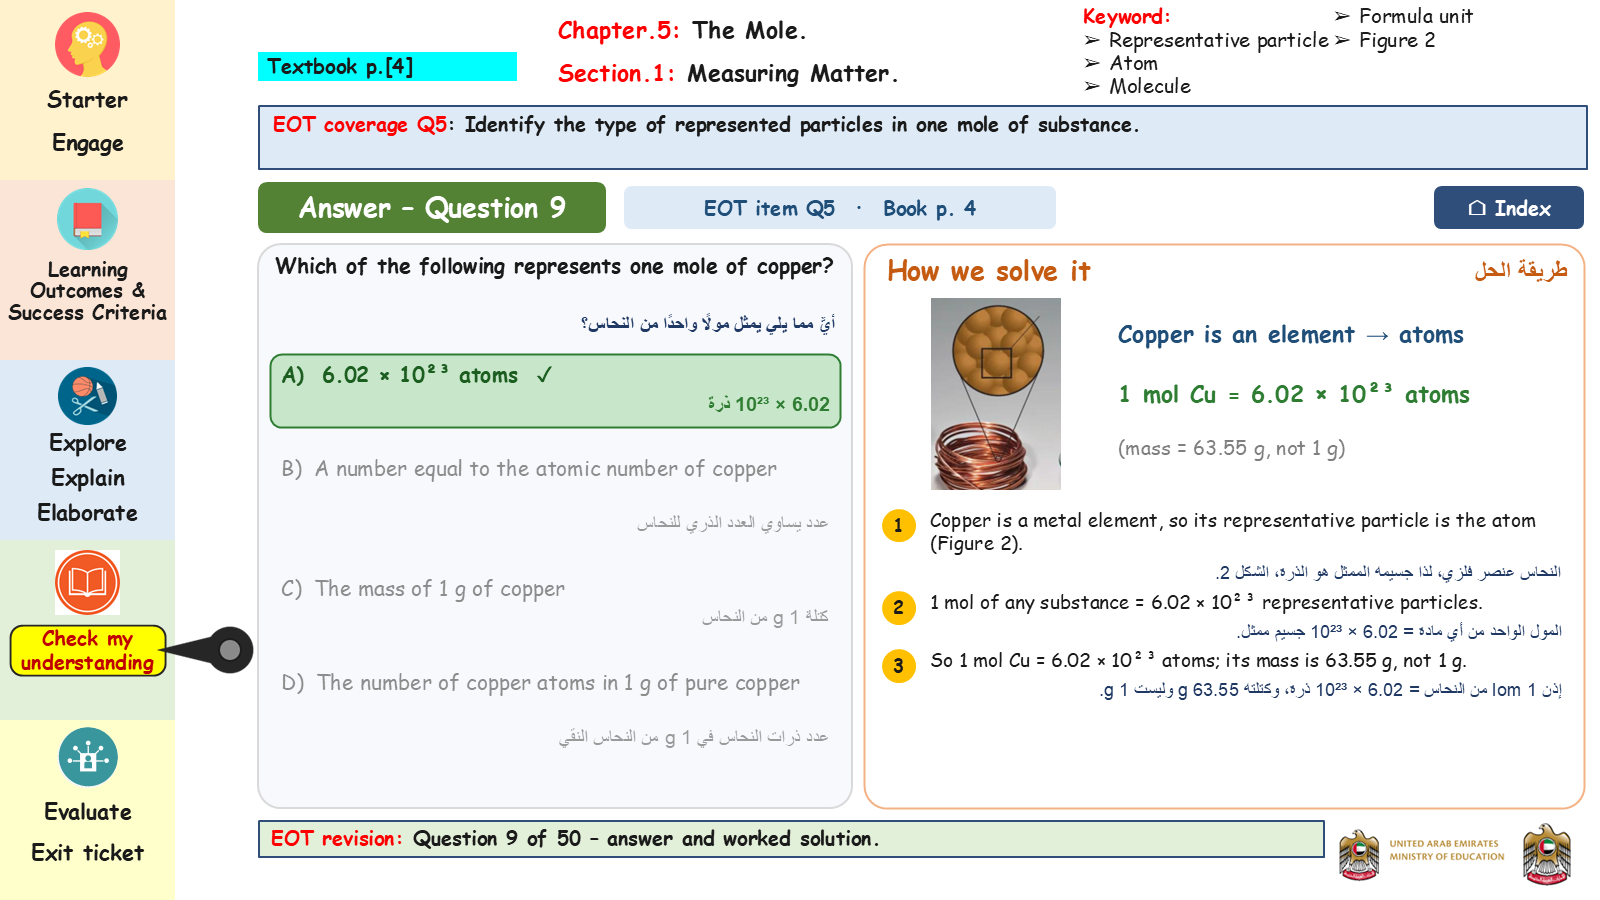 Starter
Engage
Learning
Outcomes &
Success Criteria
Explore
Explain
Elaborate
Check my
understanding
Evaluate
Exit ticket
Textbook p.[4]
Chapter.5: The Mole.
Section.1: Measuring Matter.
Keyword:
➢ Representative particle
➢ Atom
➢ Molecule
➢ Formula unit
➢ Figure 2
EOT coverage Q5: Identify the type of represented particles in one mole of substance.
Answer – Question 9
EOT item Q5 · Book p. 4
Index
Which of the following represents one mole of copper?
أيٌّ مما يلي يمثل مولًا واحدًا من النحاس؟
A) 6.02 × 10²³ atoms ✓
6.02 × 10²³ ذرة
B) A number equal to the atomic number of copper
عدد يساوي العدد الذري للنحاس
C) The mass of 1 g of copper
كتلة 1 g من النحاس
D) The number of copper atoms in 1 g of pure copper
عدد ذرات النحاس في 1 g من النحاس النقي
How we solve it
طريقة الحل
Copper is an element → atoms
1 mol Cu = 6.02 × 10²³ atoms
(mass = 63.55 g, not 1 g)
1 Copper is a metal element, so its representative particle is the atom
(Figure 2).
النحاس عنصر فلزي، لذا جسيمه الممثل هو الذرة، الشكل 2.
2 1 mol of any substance = 6.02 × 10²³ representative particles.
المول الواحد من أي مادة = 6.02 × 10²³ جسيم ممثل.
3 So 1 mol Cu = 6.02 × 10²³ atoms; its mass is 63.55 g, not 1 g.
إذن 1 mol من النحاس = 6.02 × 10²³ ذرة، وكتلته 63.55 g وليست 1 g.
EOT revision: Question 9 of 50 – answer and worked solution.
UNITED ARAB EMIRATES
MINISTRY OF EDUCATION